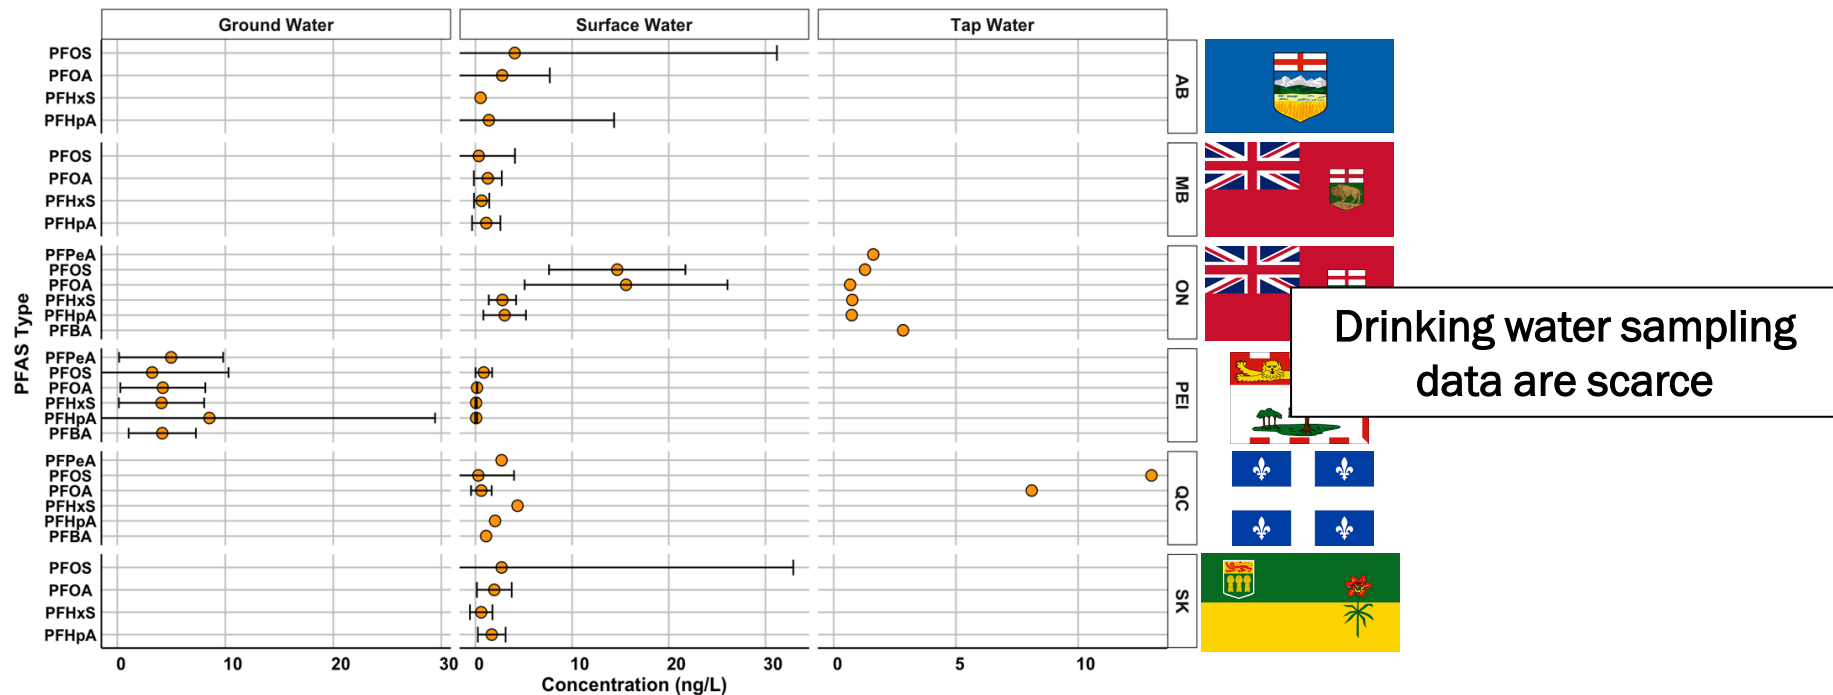 Ground Water
Surface Water
Tap Water
PFAS Type
PFOS
PFOA
PFHxS
PFHpA
AB
PFOS
PFOA
PFHxS
PFHpA
MB
PFPeA
PFOS
PFOA
PFHxS
PFHpA
PFBA
ON
PFPeA
PFOS
PFOA
PFHxS
PFHpA
PFBA
PEI
PFPeA
PFOS
PFOA
PFHxS
PFHpA
PFBA
QC
PFOS
PFOA
PFHxS
PFHpA
SK
0 10 20 30
0 10 20 30
0 5 10
Concentration (ng/L)
Drinking water sampling
data are scarce